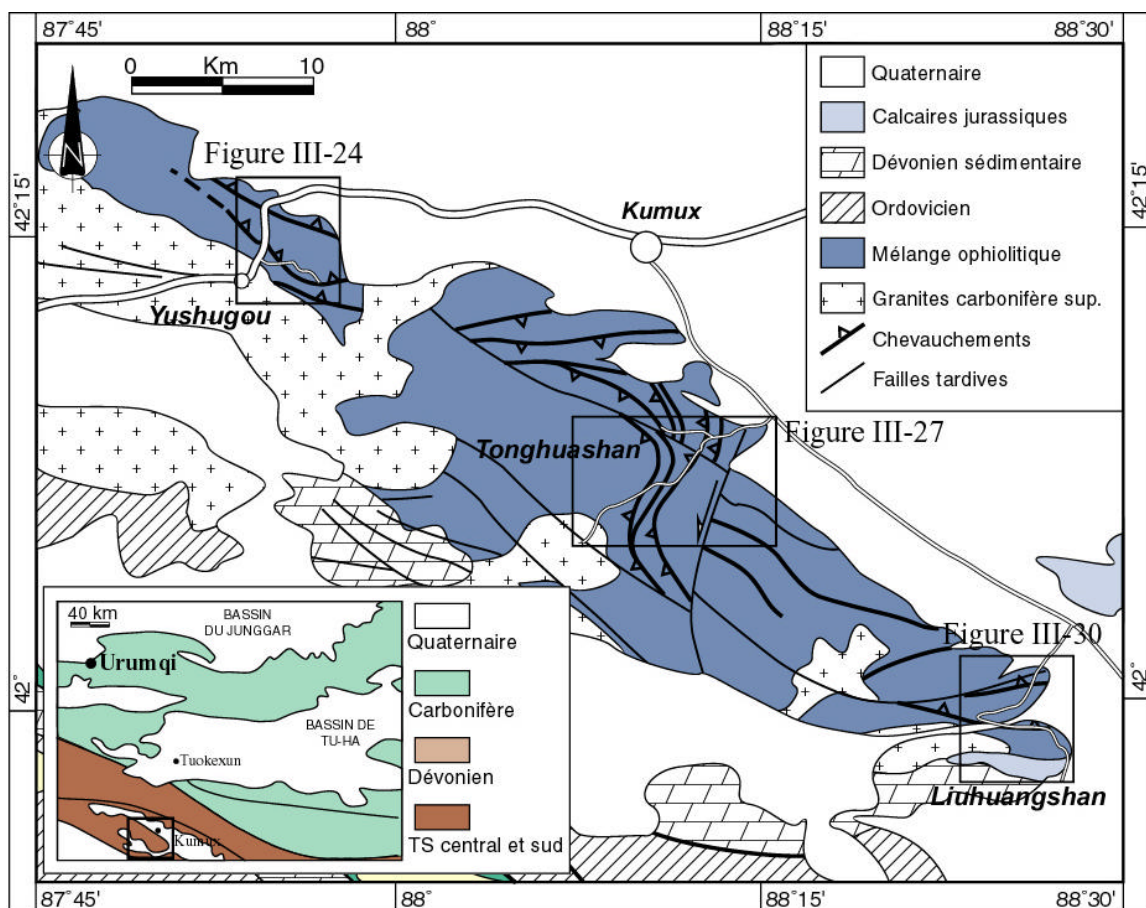 87˚45'
88˚
88˚15'
88˚30'
42˚15'
42˚15'
42˚
42˚
0 Km 10
N
Figure III-24
Kumux
Yushugou
Tonghuashan
Figure III-27
Figure III-30
Liuhuangshan
Quaternaire
Calcaires jurassiques
Dévonien sédimentaire
Ordovicien
Mélange ophiolitique
Granites carbonifère sup.
Chevauchements
Failles tardives
40 km
BASSIN
DU JUNGGAR
Urumqi
BASSIN DE
TU-HA
Tuokexun
Kumux
Quaternaire
Carbonifère
Dévonien
TS central et sud
87˚45'
88˚
88˚15'
88˚30'